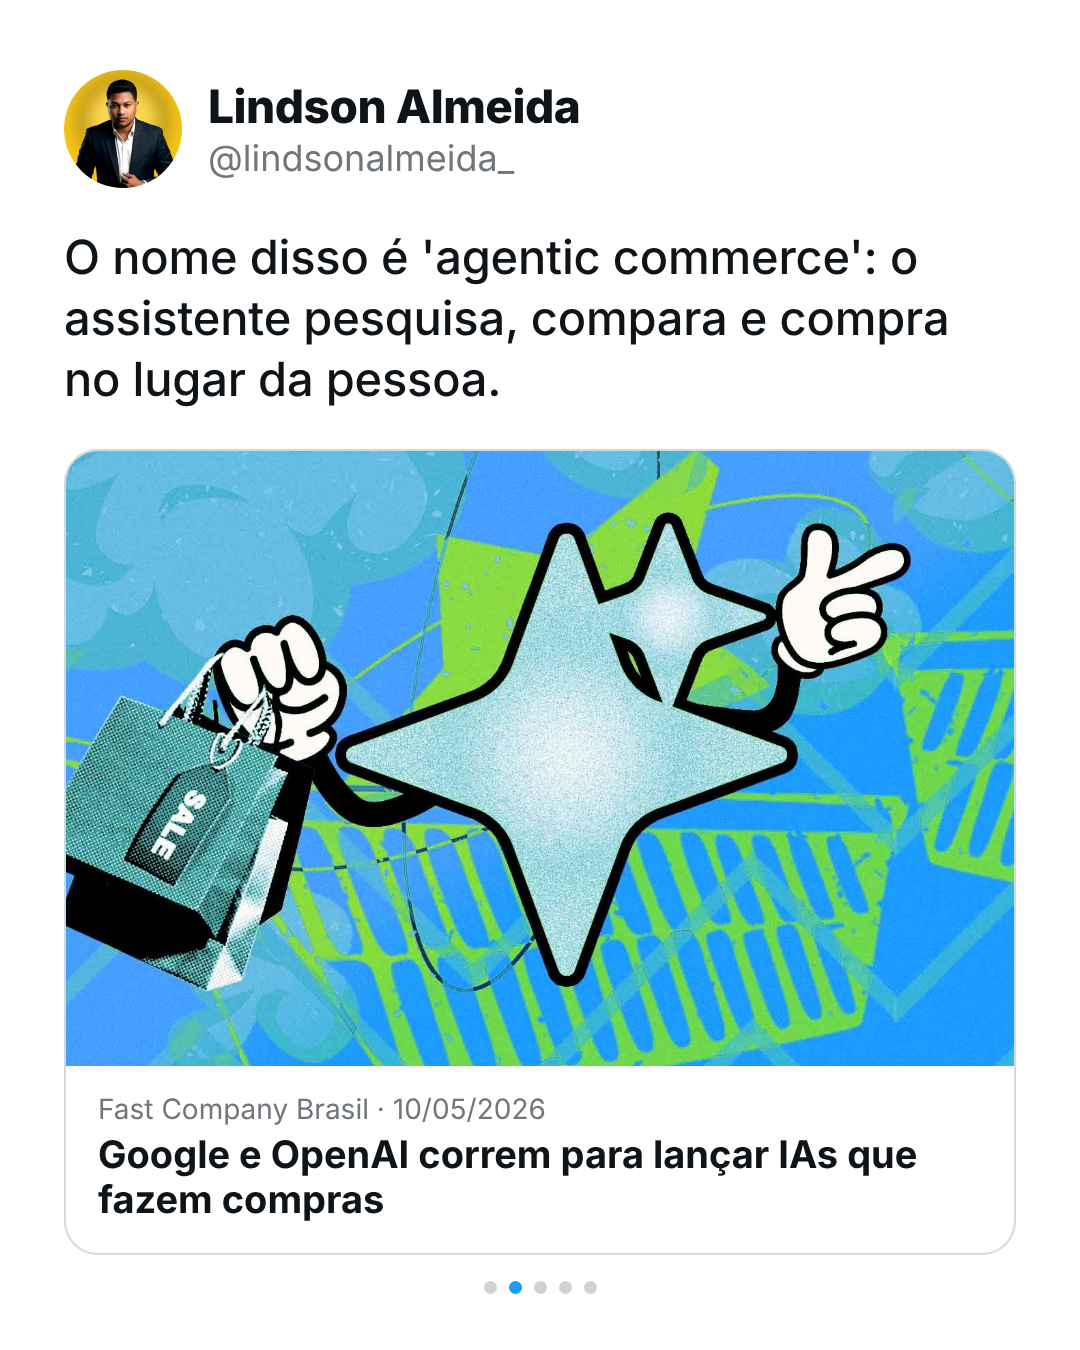 Lindson Almeida
@lindsonalmeida_
O nome disso é 'agentic commerce': o
assistente pesquisa, compara e compra
no lugar da pessoa.
SALE
Fast Company Brasil · 10/05/2026
Google e OpenAI correm para lançar IAs que
fazem compras